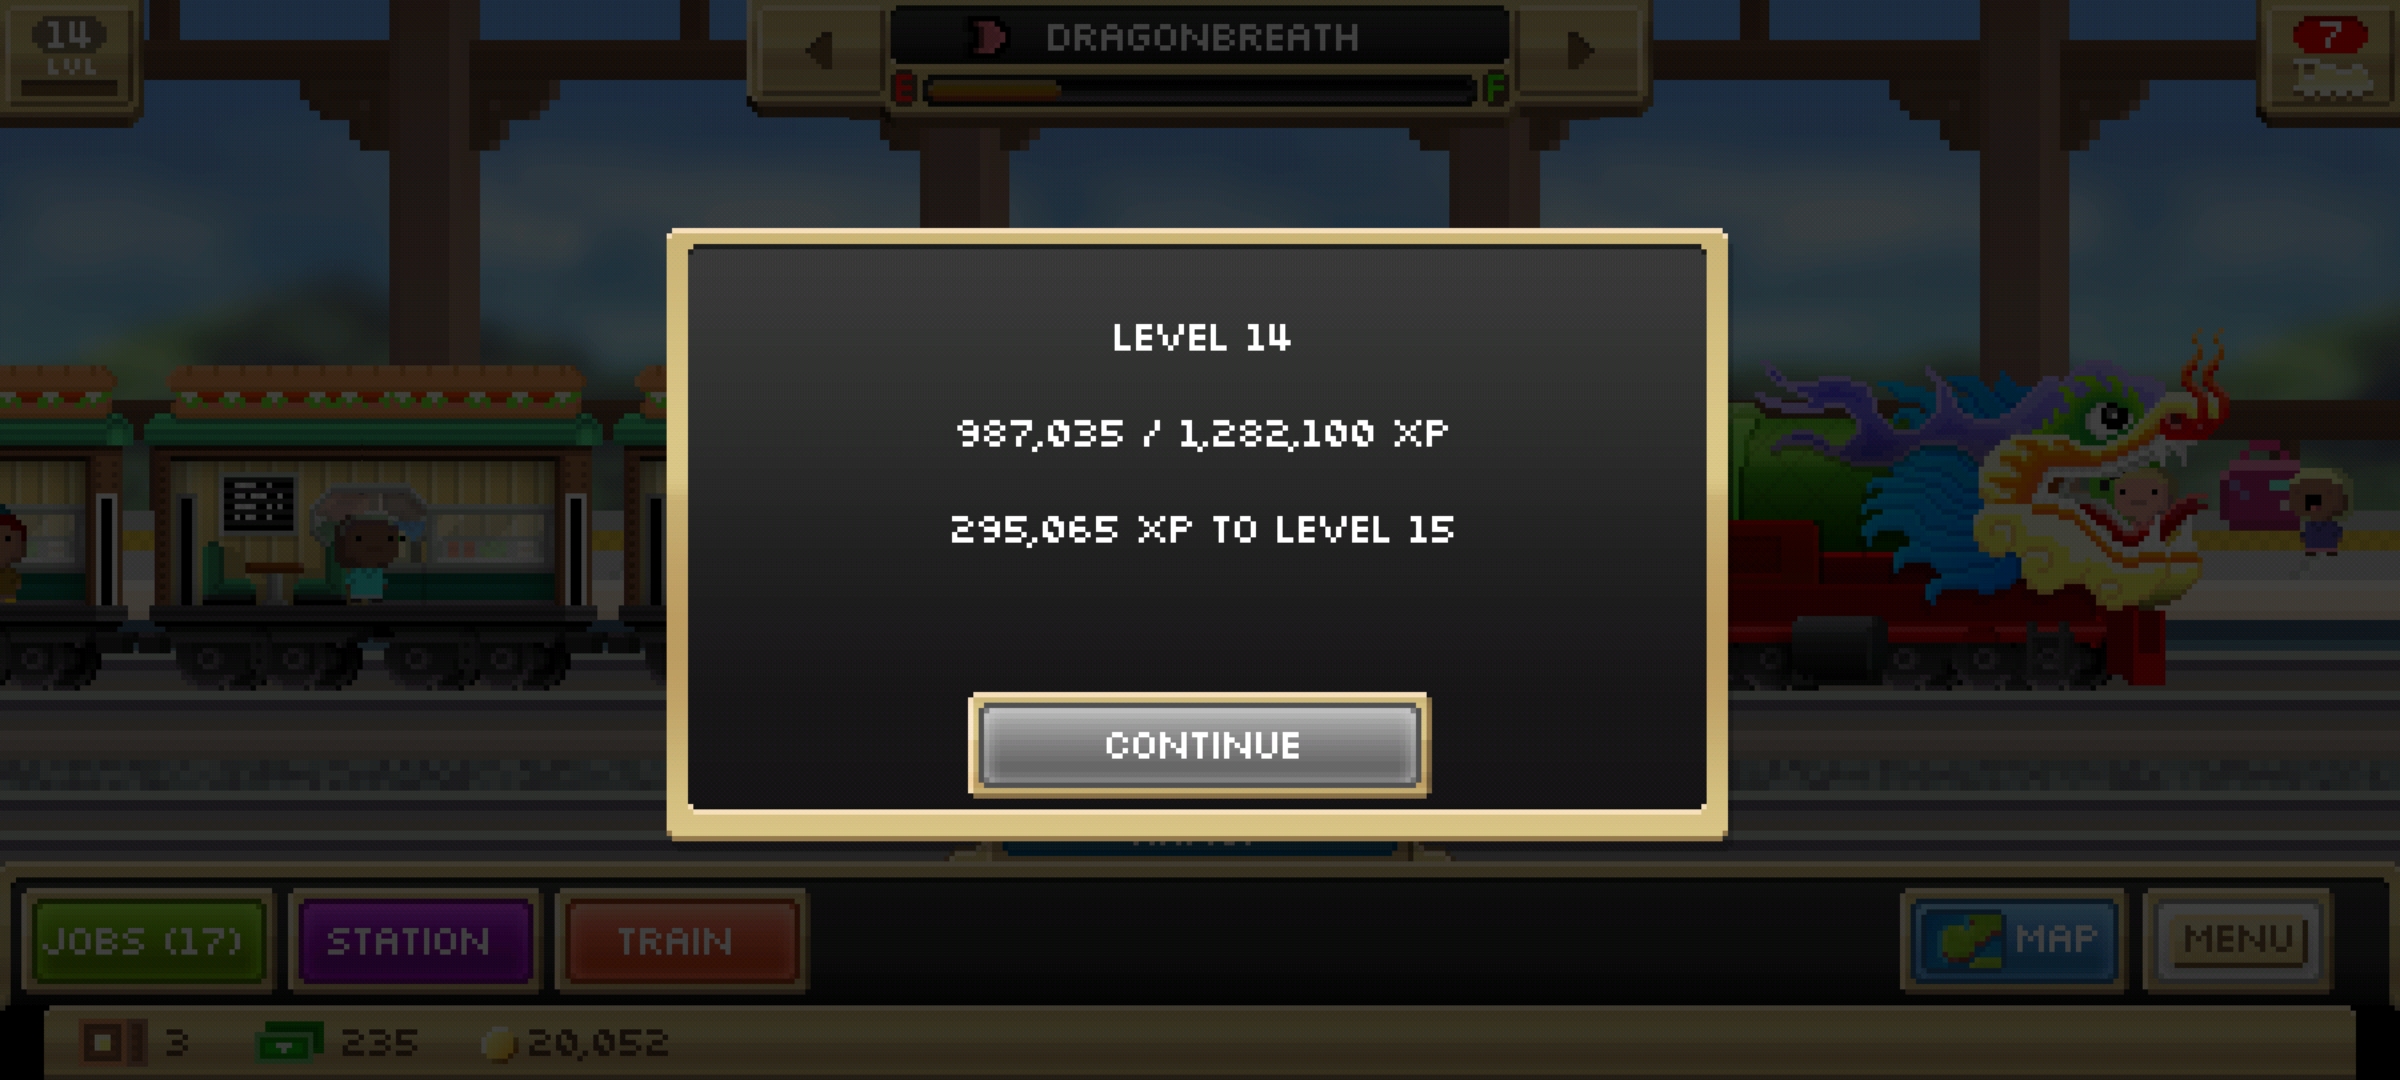 14
LVL
DRAGONBREATH
E F
7
LEVEL 14
987,035 / 1,282,100 XP
295,065 XP TO LEVEL 15
CONTINUE
JOBS (17)
STATION
TRAIN
MAP
MENU
3
235
20,052